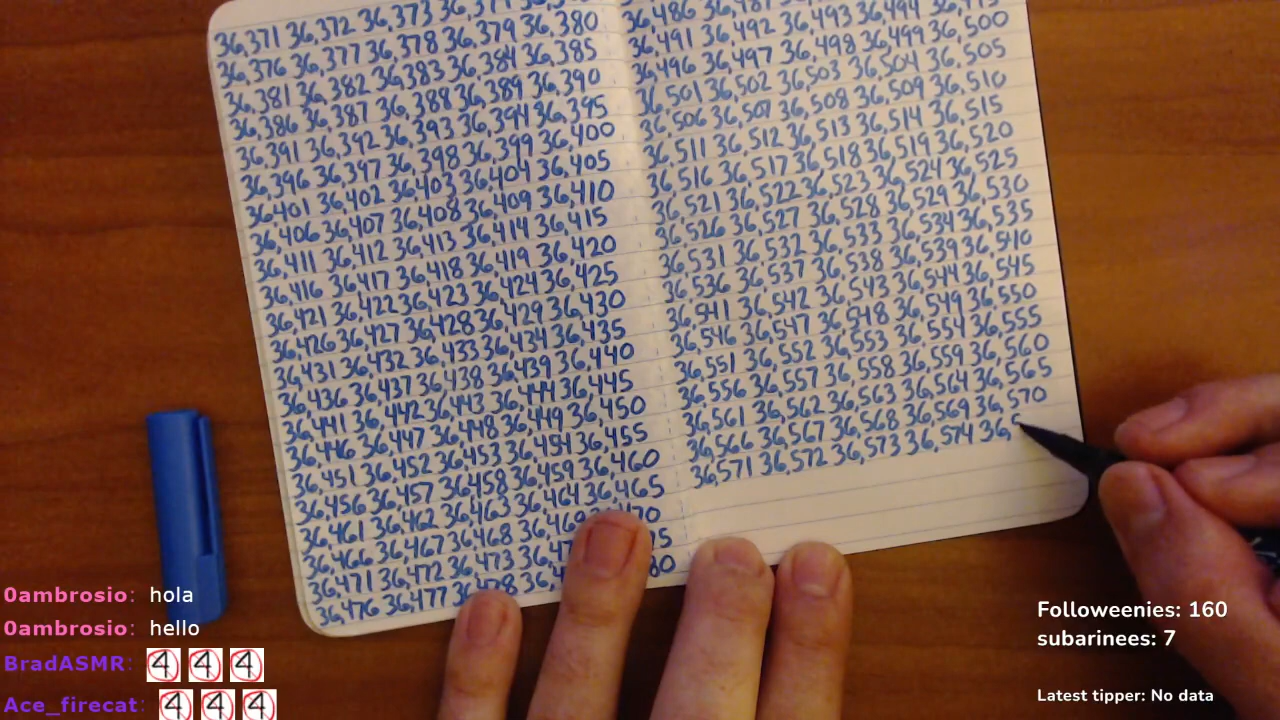 36,371 36,372 36,373
36,376 36,377 36,378 36,379 36,380
36,381 36,382 36,383 36,384 36,385
36,386 36,387 36,388 36,389 36,390
36,391 36,392 36,393 36,394 36,395
36,396 36,397 36,398 36,399 36,400
36,401 36,402 36,403 36,404 36,405
36,406 36,407 36,408 36,409 36,410
36,411 36,412 36,413 36,414 36,415
36,416 36,417 36,418 36,419 36,420
36,421 36,422 36,423 36,424 36,425
36,426 36,427 36,428 36,429 36,430
36,431 36,432 36,433 36,434 36,435
36,436 36,437 36,438 36,439 36,440
36,441 36,442 36,443 36,444 36,445
36,446 36,447 36,448 36,449 36,450
36,451 36,452 36,453 36,454 36,455
36,456 36,457 36,458 36,459 36,460
36,461 36,462 36,463 36,464 36,465
36,466 36,467 36,468 36,469
36,471 36,472 36,473
36,476 36,477
36,486 36,487
36,491 36,492 36,493 36,494
36,496 36,497 36,498 36,499 36,500
36,501 36,502 36,503 36,504 36,505
36,506 36,507 36,508 36,509 36,510
36,511 36,512 36,513 36,514 36,515
36,516 36,517 36,518 36,519 36,520
36,521 36,522 36,523 36,524 36,525
36,526 36,527 36,528 36,529 36,530
36,531 36,532 36,533 36,534 36,535
36,536 36,537 36,538 36,539 36,540
36,541 36,542 36,543 36,544 36,545
36,546 36,547 36,548 36,549 36,550
36,551 36,552 36,553 36,554 36,555
36,556 36,557 36,558 36,559 36,560
36,561 36,562 36,563 36,564 36,565
36,566 36,567 36,568 36,569 36,570
36,571 36,572 36,573 36,574 36,5
0ambrosio: hola
0ambrosio: hello
BradASMR: 4 4 4
Ace_firecat: 4 4 4
Followeenies: 160
subarinees: 7
Latest tipper: No data